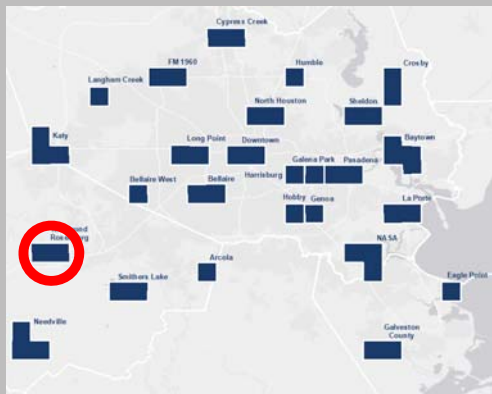 Cypress Creek
FM 1960
Humble
Crosby
Langham Creek
North Houston
Sheldon
Katy
Long Point
Downtown
Baytown
Galena Park
Pasadena
Harrisburg
Bellaire West
Bellaire
Hobby
Genoa
La Porte
Rosenberg
NASA
Arcola
Smithers Lake
Eagle Point
Needville
Galveston
County